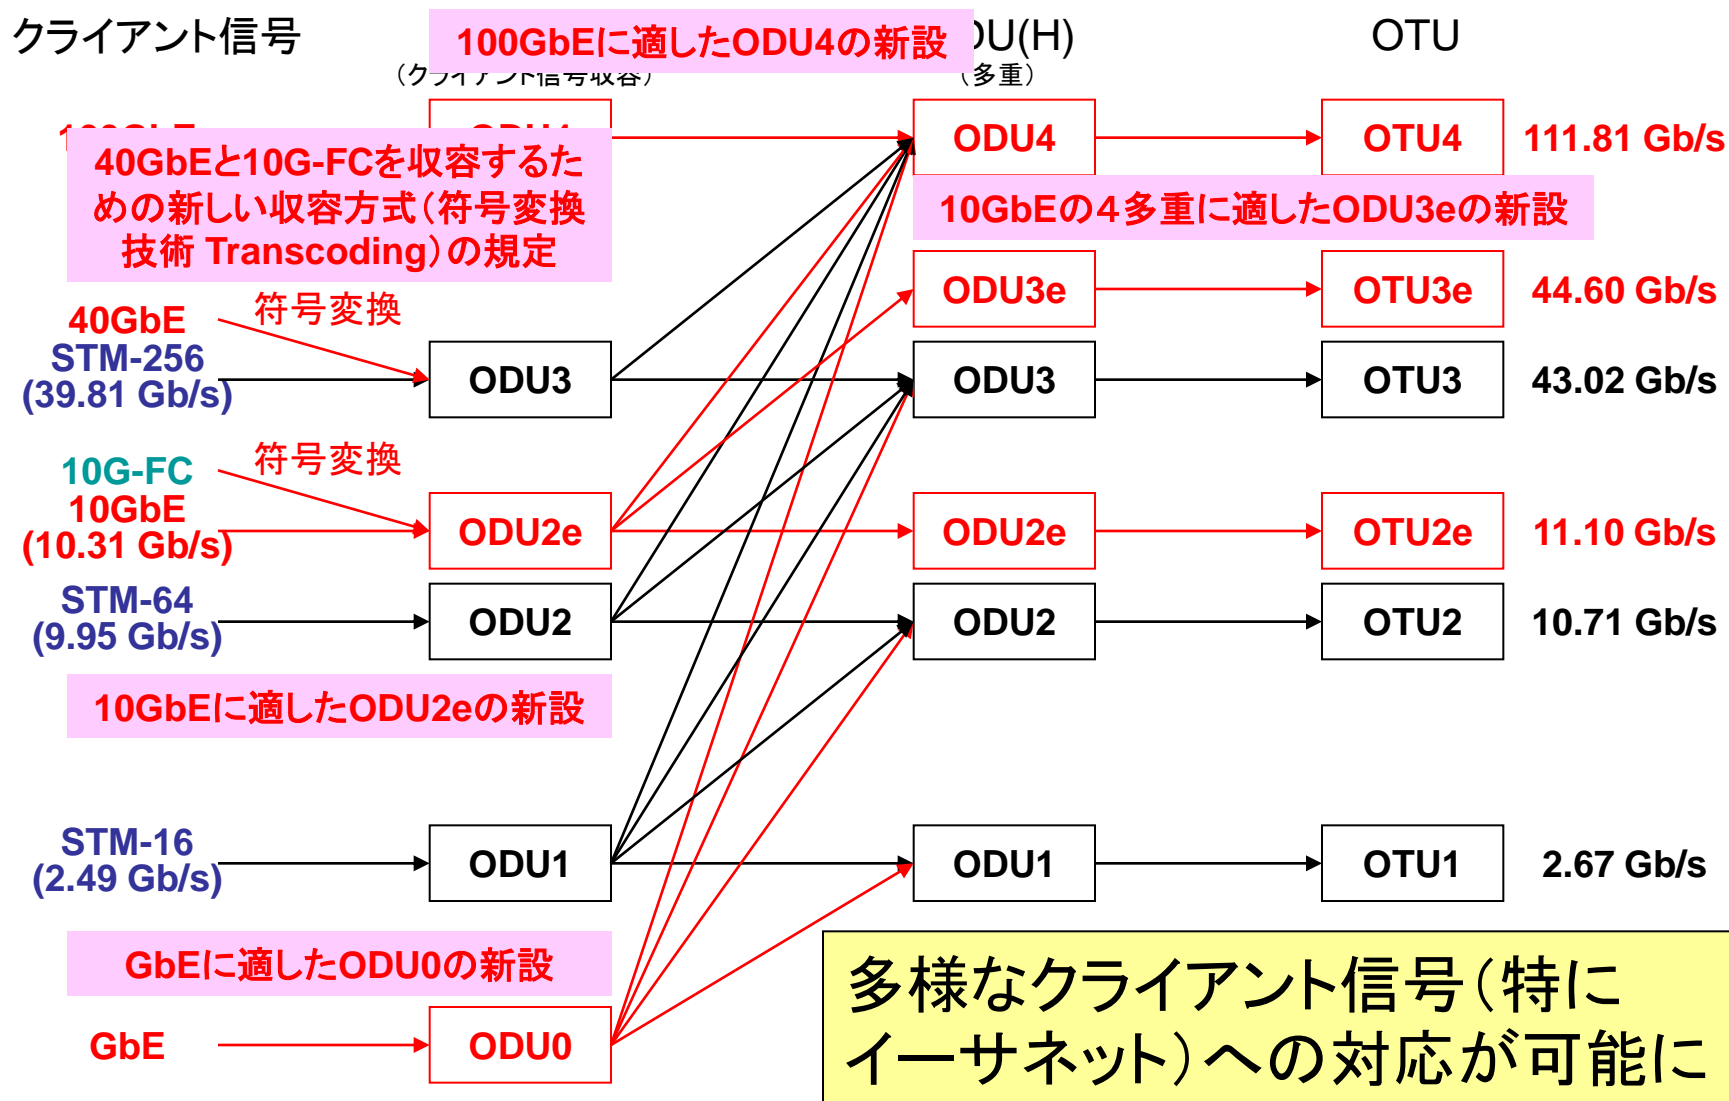 クライアント信号
100GbEに適したODU4の新設
DU(H)
OTU
(クライアント信号収容)
(多重)
ODU4
OTU4
111.81 Gb/s
40GbEと10G-FCを収容するた
めの新しい収容方式(符号変換
技術 Transcoding)の規定
10GbEの4多重に適したODU3eの新設
ODU3e
OTU3e
44.60 Gb/s
40GbE
符号変換
STM-256
(39.81 Gb/s)
ODU3
ODU3
OTU3
43.02 Gb/s
10G-FC
符号変換
10GbE
(10.31 Gb/s)
ODU2e
ODU2e
OTU2e
11.10 Gb/s
STM-64
(9.95 Gb/s)
ODU2
ODU2
OTU2
10.71 Gb/s
10GbEに適したODU2eの新設
STM-16
(2.49 Gb/s)
ODU1
ODU1
OTU1
2.67 Gb/s
GbEに適したODU0の新設
GbE
ODU0
多様なクライアント信号(特に
イーサネット)への対応が可能に